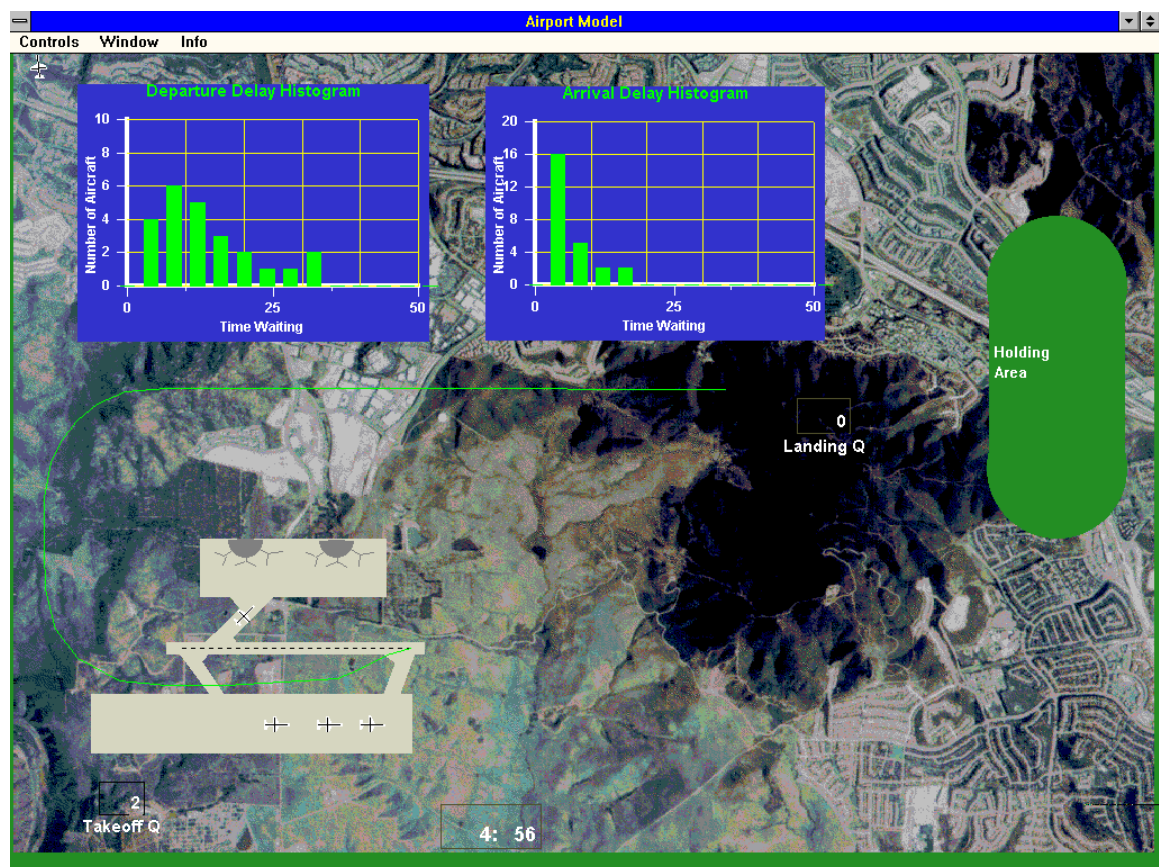 Airport Model
Controls Window Info
Departure Delay Histogram
Number of Aircraft
10
8
6
4
2
0
0 25 50
Time Waiting
Arrival Delay Histogram
Number of Aircraft
20
16
12
8
4
0
0 25 50
Time Waiting
Holding
Area
0
Landing Q
2
Takeoff Q
4: 56